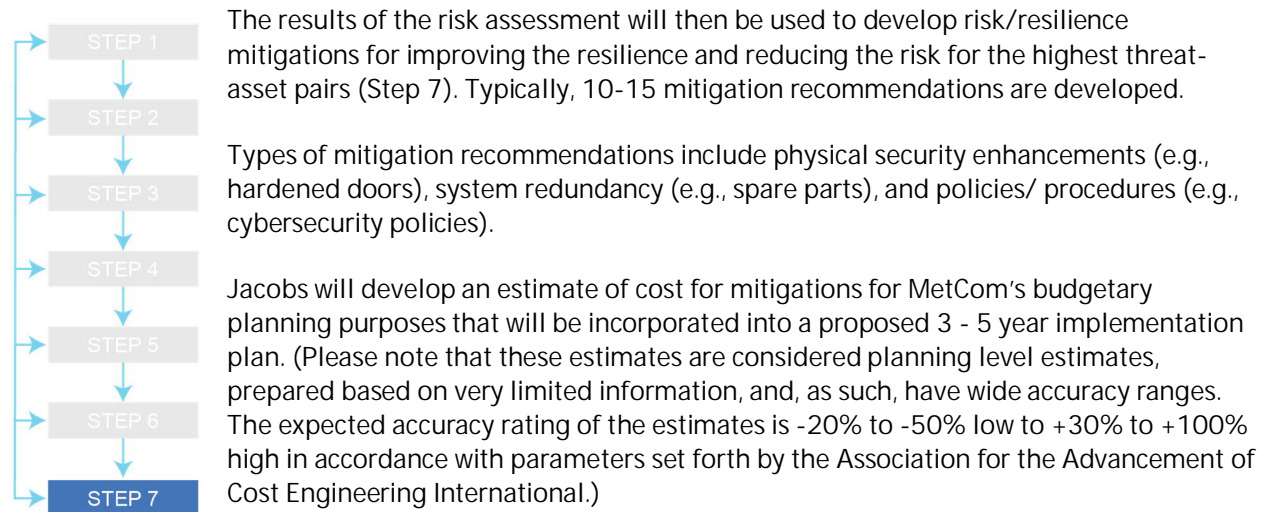 STEP 1
STEP 2
STEP 3
STEP 4
STEP 5
STEP 6
STEP 7
The results of the risk assessment will then be used to develop risk/resilience
mitigations for improving the resilience and reducing the risk for the highest threat-
asset pairs (Step 7). Typically, 10-15 mitigation recommendations are developed.
Types of mitigation recommendations include physical security enhancements (e.g.,
hardened doors), system redundancy (e.g., spare parts), and policies/ procedures (e.g.,
cybersecurity policies).
Jacobs will develop an estimate of cost for mitigations for MetCom's budgetary
planning purposes that will be incorporated into a proposed 3 - 5 year implementation
plan. (Please note that these estimates are considered planning level estimates,
prepared based on very limited information, and, as such, have wide accuracy ranges.
The expected accuracy rating of the estimates is -20% to -50% low to +30% to +100%
high in accordance with parameters set forth by the Association for the Advancement of
Cost Engineering International.)